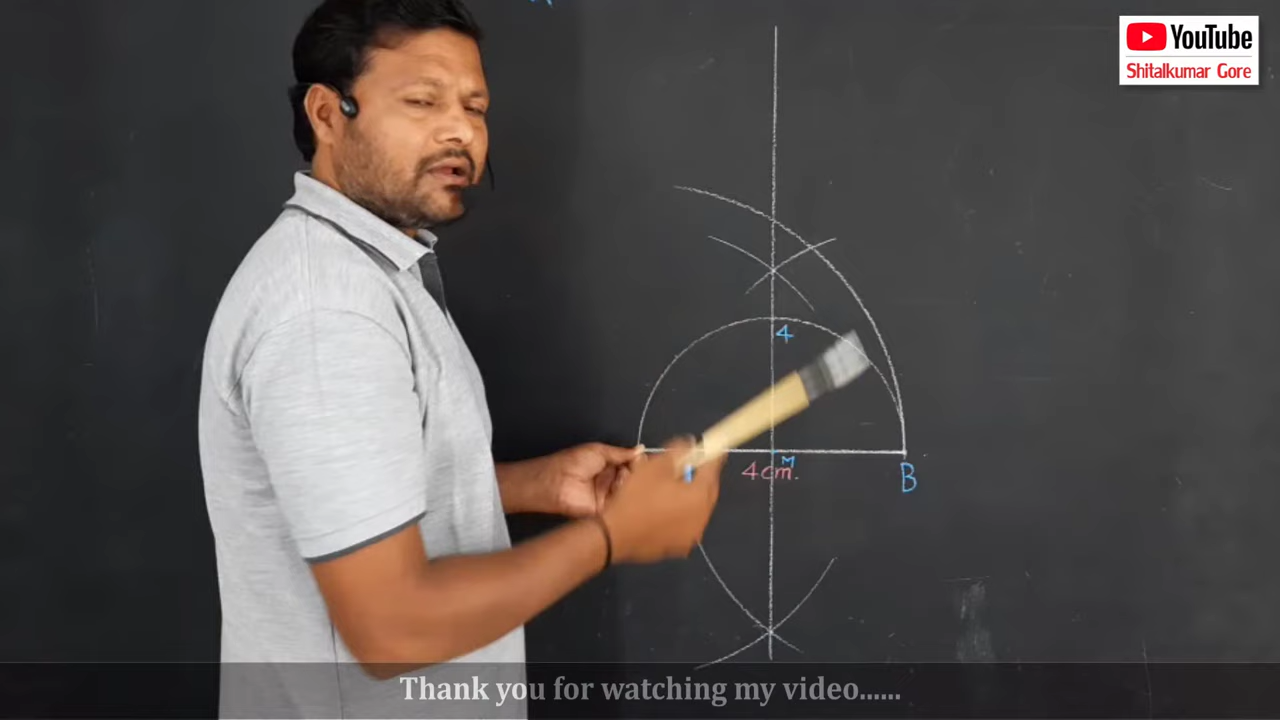 YouTube
Shitalkumar Gore
4
M
4cm.
B
Thank you for watching my video......